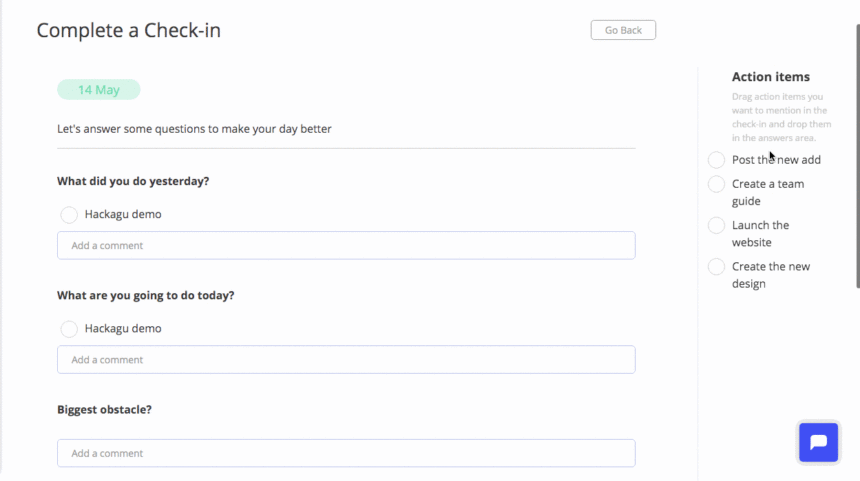 Complete a Check-in
Go Back
14 May
Let's answer some questions to make your day better
What did you do yesterday?
Hackagu demo
Add a comment
What are you going to do today?
Hackagu demo
Add a comment
Biggest obstacle?
Add a comment
Action items
Drag action items you
want to mention in the
check-in and drop them
in the answers area.
Post the new add
Create a team
guide
Launch the
website
Create the new
design